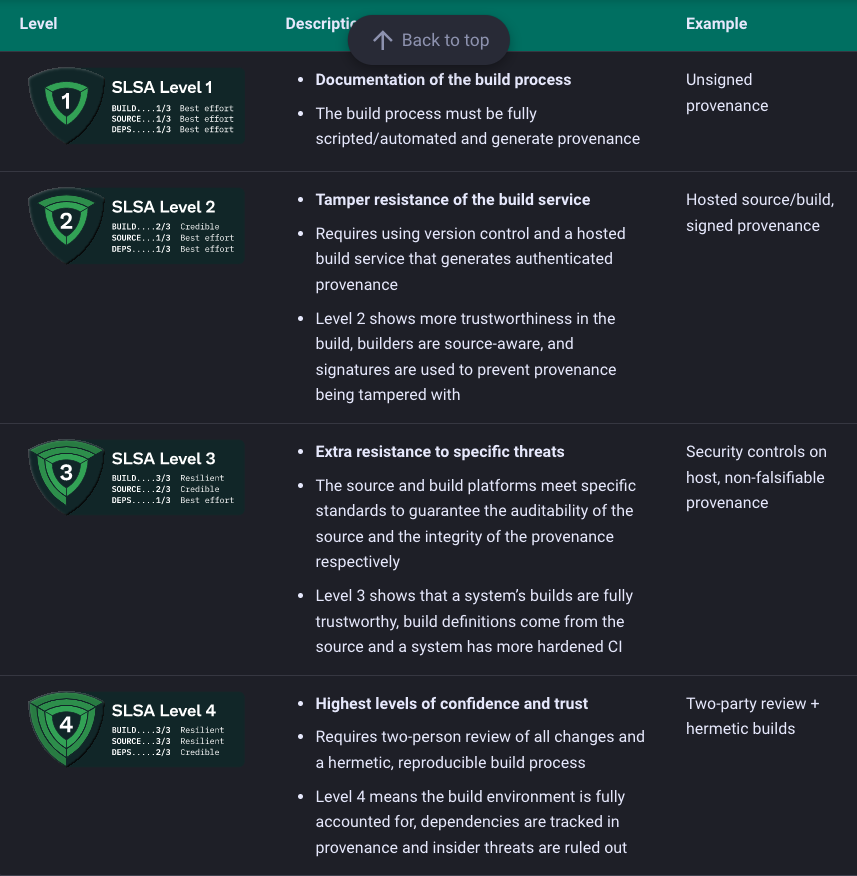 Level
Descriptio
Example
Back to top
1
SLSA Level 1
BUILD....1/3 Best effort
SOURCE...1/3 Best effort
DEPS.....1/3 Best effort
• Documentation of the build process
• The build process must be fully
scripted/automated and generate provenance
Unsigned
provenance
2
SLSA Level 2
BUILD....2/3 Credible
SOURCE...1/3 Best effort
DEPS.....1/3 Best effort
• Tamper resistance of the build service
• Requires using version control and a hosted
build service that generates authenticated
provenance
• Level 2 shows more trustworthiness in the
build, builders are source-aware, and
signatures are used to prevent provenance
being tampered with
Hosted source/build,
signed provenance
3
SLSA Level 3
BUILD....3/3 Resilient
SOURCE...2/3 Credible
DEPS.....1/3 Best effort
• Extra resistance to specific threats
• The source and build platforms meet specific
standards to guarantee the auditability of the
source and the integrity of the provenance
respectively
• Level 3 shows that a system’s builds are fully
trustworthy, build definitions come from the
source and a system has more hardened CI
Security controls on
host, non-falsifiable
provenance
4
SLSA Level 4
BUILD....3/3 Resilient
SOURCE...3/3 Resilient
DEPS.....2/3 Credible
• Highest levels of confidence and trust
• Requires two-person review of all changes and
a hermetic, reproducible build process
• Level 4 means the build environment is fully
accounted for, dependencies are tracked in
provenance and insider threats are ruled out
Two-party review +
hermetic builds